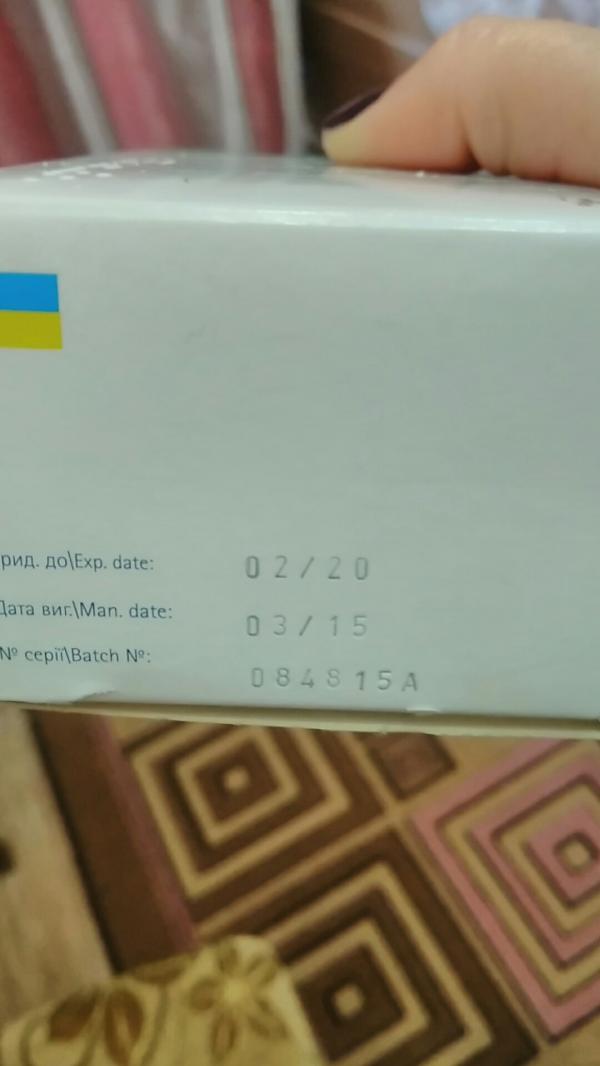 рид. до\Exp. date: 02/20
Дата виг.\Man. date: 03/15
№ серії\Batch №: 084815A